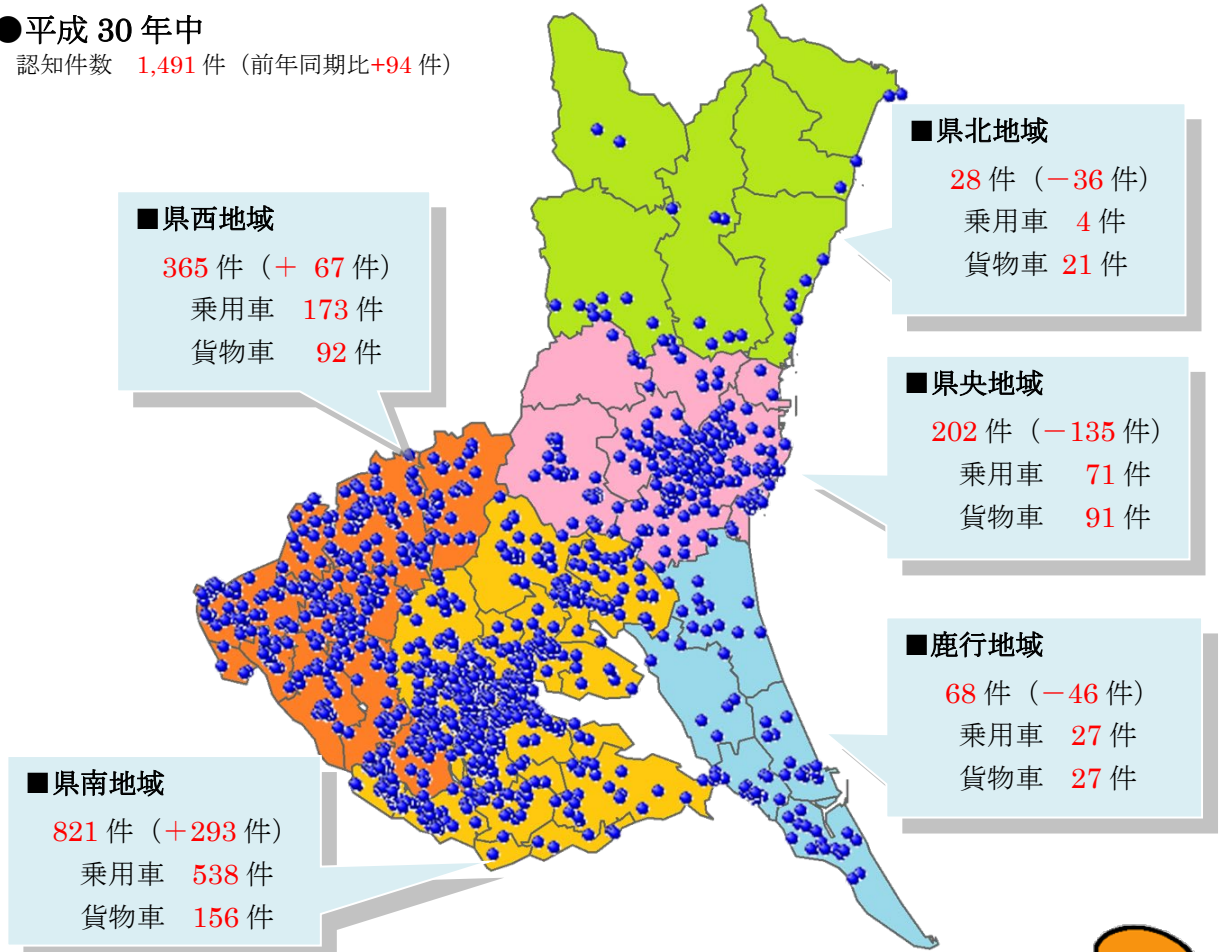 ●平成 30 年中
認知件数 1,491 件（前年同期比+94 件）
■県北地域
28 件（－36 件）
乗用車 4 件
貨物車 21 件
■県西地域
365 件（＋ 67 件）
乗用車 173 件
貨物車 92 件
■県央地域
202 件（－135 件）
乗用車 71 件
貨物車 91 件
■鹿行地域
68 件（－46 件）
乗用車 27 件
貨物車 27 件
■県南地域
821 件（＋293 件）
乗用車 538 件
貨物車 156 件